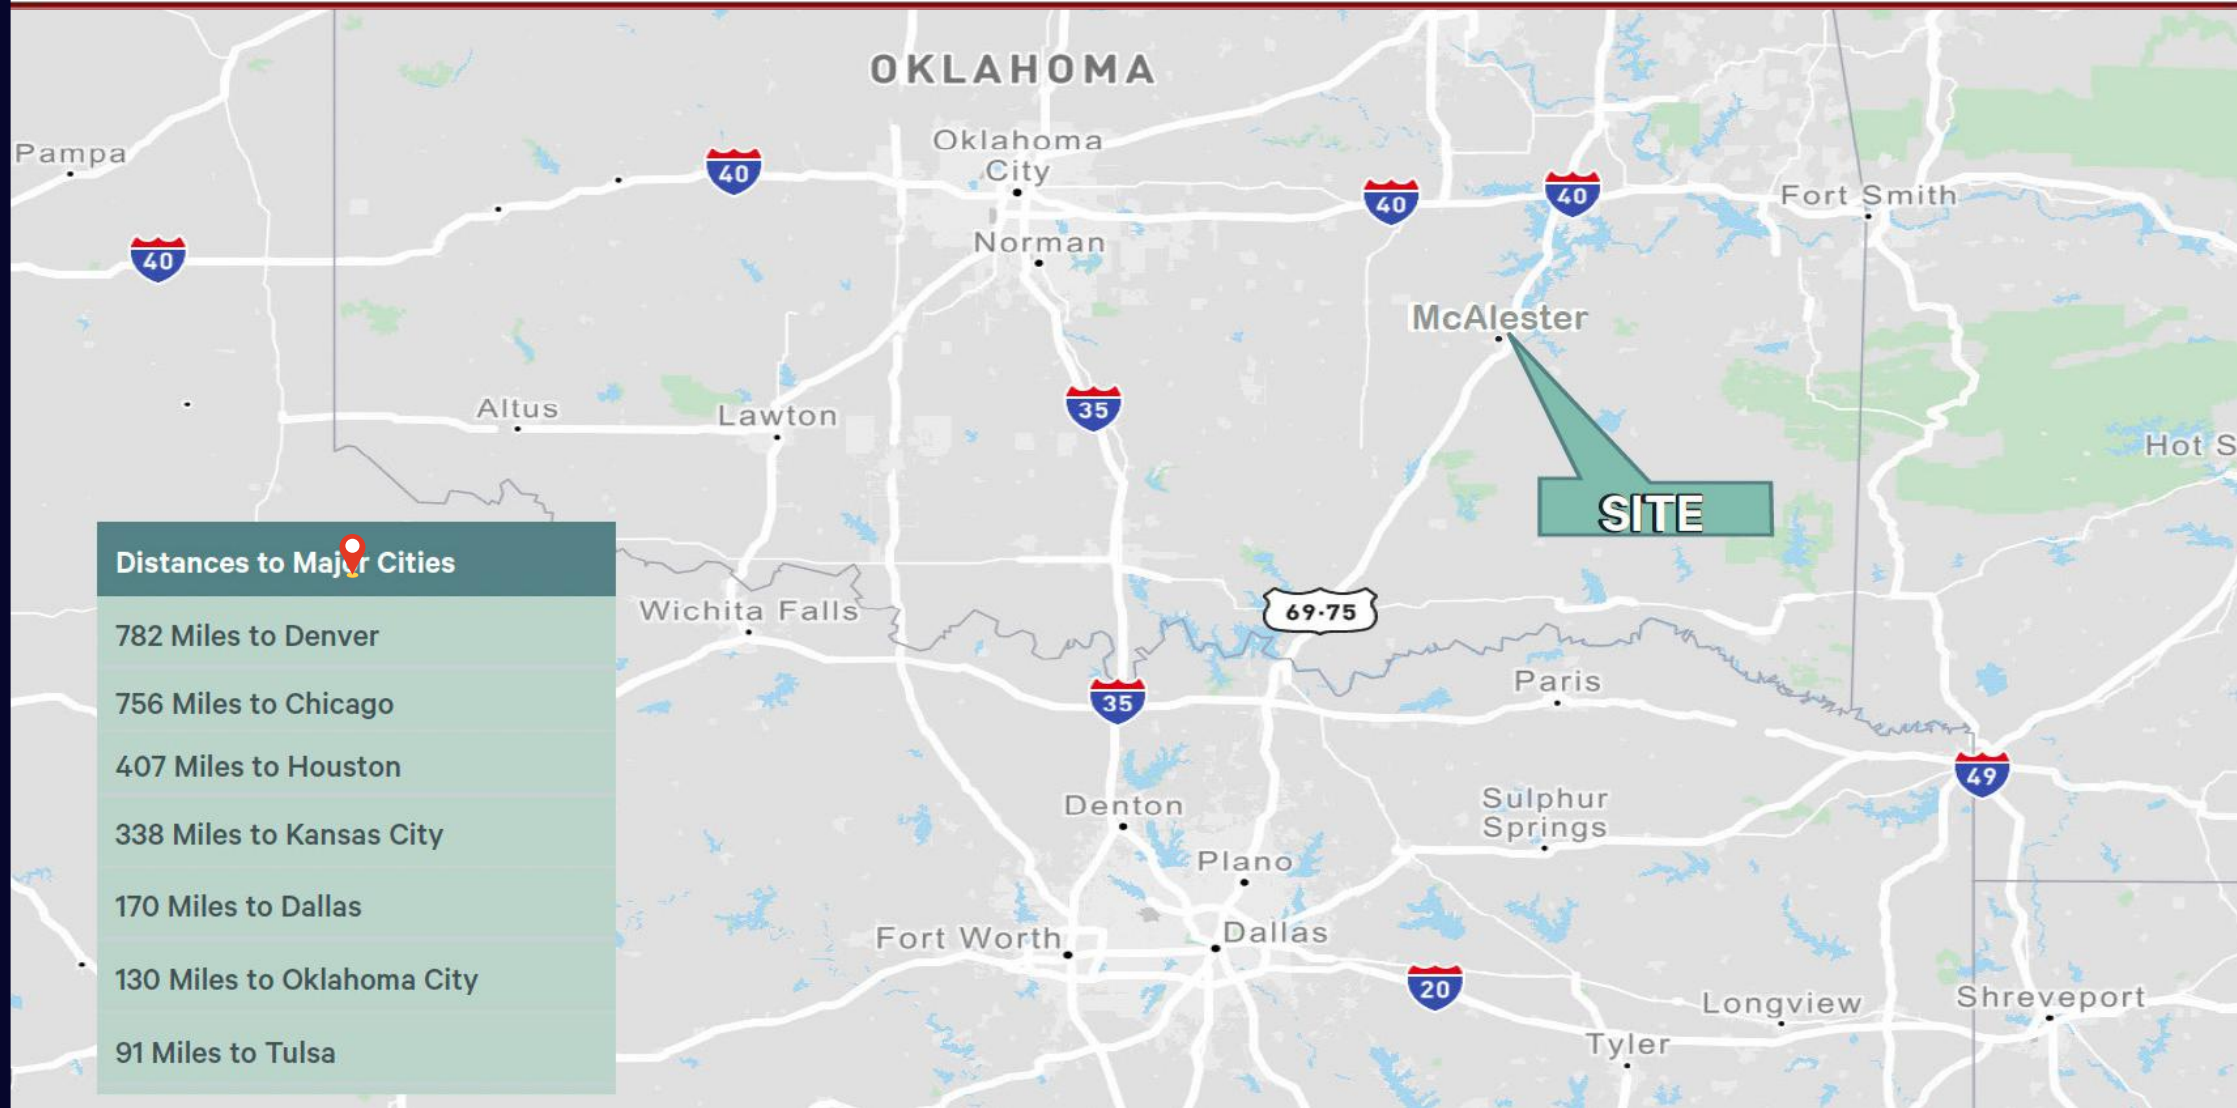 OKLAHOMA
Pampa
Oklahoma
City
40
40
40
40
Fort Smith
Norman
McAlester
Altus
Lawton
35
Hot S
SITE
Distances to Major Cities
782 Miles to Denver
756 Miles to Chicago
407 Miles to Houston
338 Miles to Kansas City
170 Miles to Dallas
130 Miles to Oklahoma City
91 Miles to Tulsa
Wichita Falls
69·75
Paris
35
49
Denton
Sulphur
Springs
Plano
Fort Worth
Dallas
20
Longview
Shreveport
Tyler